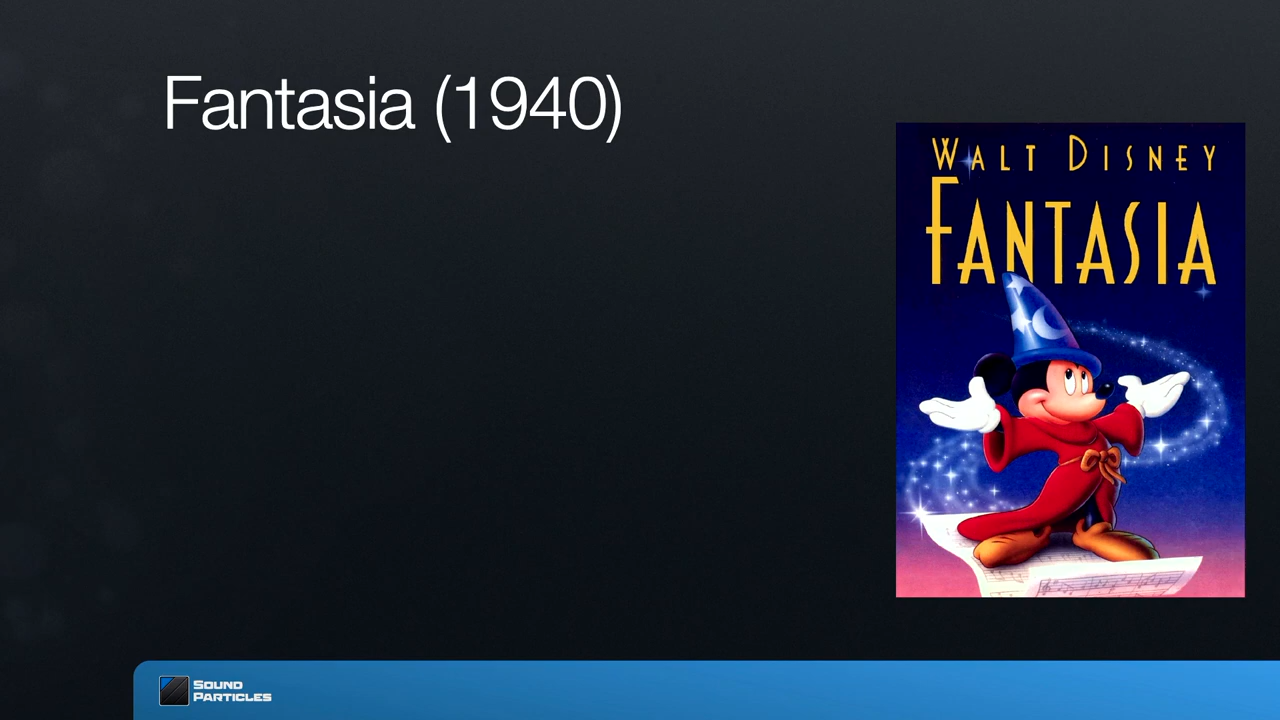 Fantasia (1940)
WALT DISNEY
FANTASIA
SOUND
PARTICLES